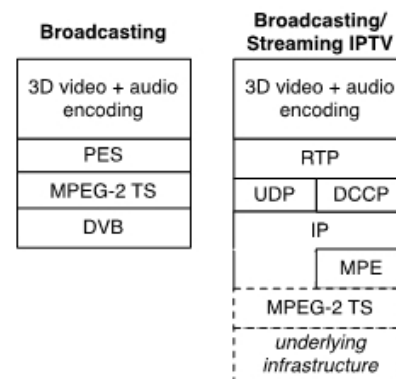 Broadcasting
3D video + audio
encoding
PES
MPEG-2 TS
DVB
Broadcasting/
Streaming IPTV
3D video + audio
encoding
RTP
UDP DCCP
IP
MPE
MPEG-2 TS
underlying
infrastructure